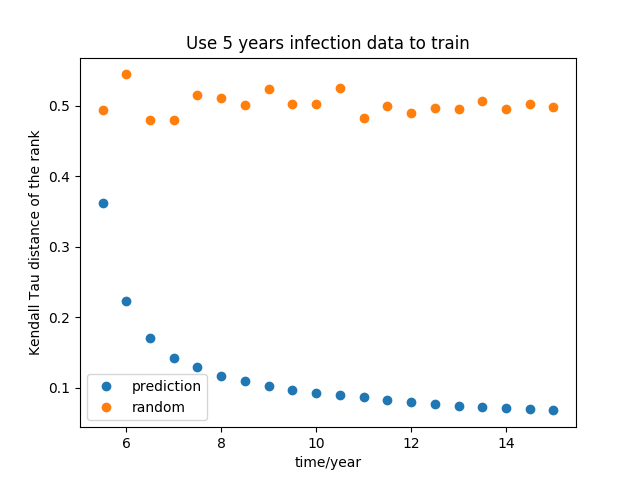 Use 5 years infection data to train
Kendall Tau distance of the rank
0.5
0.4
0.3
0.2
0.1
prediction
random
6 8 10 12 14
time/year